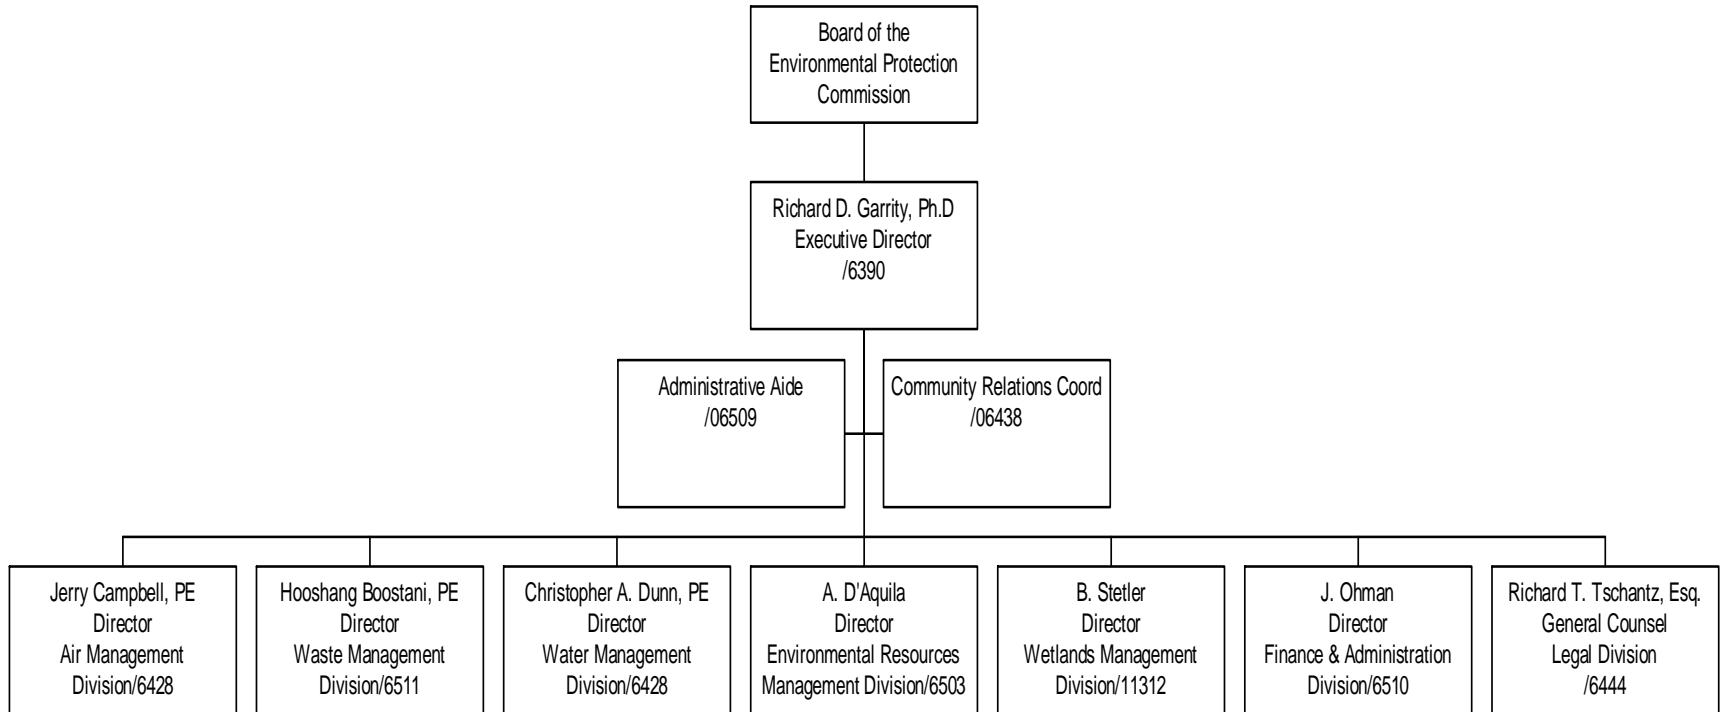 Board of the
Environmental Protection
Commission
Richard D. Garrity, Ph.D
Executive Director
/6390
Administrative Aide
/06509
Community Relations Coord
/06438
Jerry Campbell, PE
Director
Air Management
Division/6428
Hooshang Boostani, PE
Director
Waste Management
Division/6511
Christopher A. Dunn, PE
Director
Water Management
Division/6428
A. D'Aquila
Director
Environmental Resources
Management Division/6503
B. Stetler
Director
Wetlands Management
Division/11312
J. Ohman
Director
Finance & Administration
Division/6510
Richard T. Tschantz, Esq.
General Counsel
Legal Division
/6444